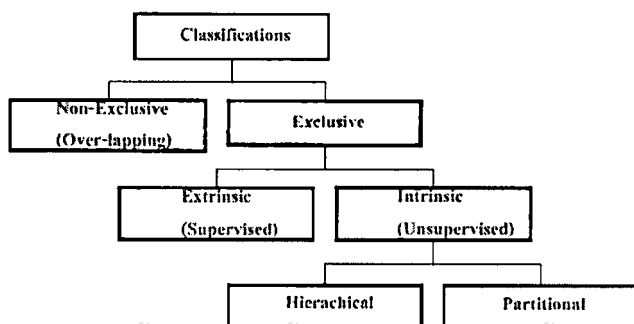 Classifications
Non-Exclusive
(Over-lapping)
Exclusive
Extrinsic
(Supervised)
Intrinsic
(Unsupervised)
Hierachical
Partitional